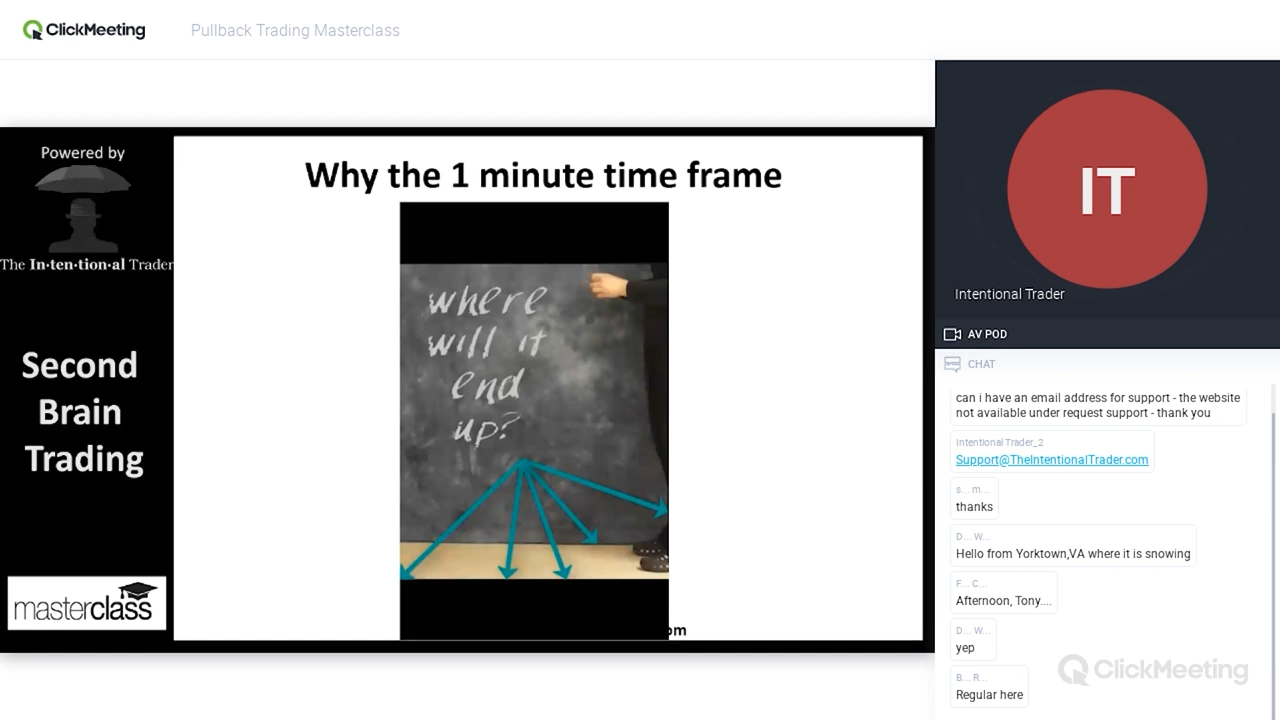 ClickMeeting
Pullback Trading Masterclass
Powered by
The In·ten·tion·al Trader
Second
Brain
Trading
masterclass
Why the 1 minute time frame
where
will it
end
up?
om
IT
Intentional Trader
AV POD
CHAT
can i have an email address for support - the website
not available under request support - thank you
Intentional Trader_2
Support@TheIntentionalTrader.com
s... m...
thanks
D... W...
Hello from Yorktown,VA where it is snowing
F... C...
Afternoon, Tony....
D... W...
yep
B... R...
Regular here
ClickMeeting